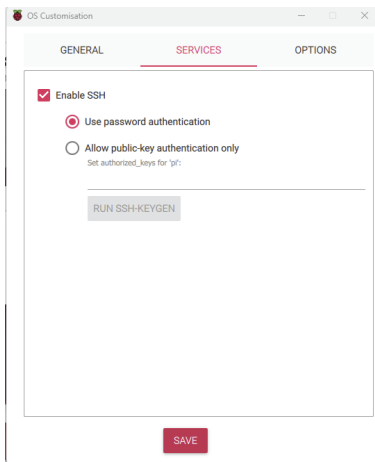 OS Customisation
GENERAL SERVICES OPTIONS
Enable SSH
Use password authentication
Allow public-key authentication only
Set authorized_keys for 'pi':
RUN SSH-KEYGEN
SAVE